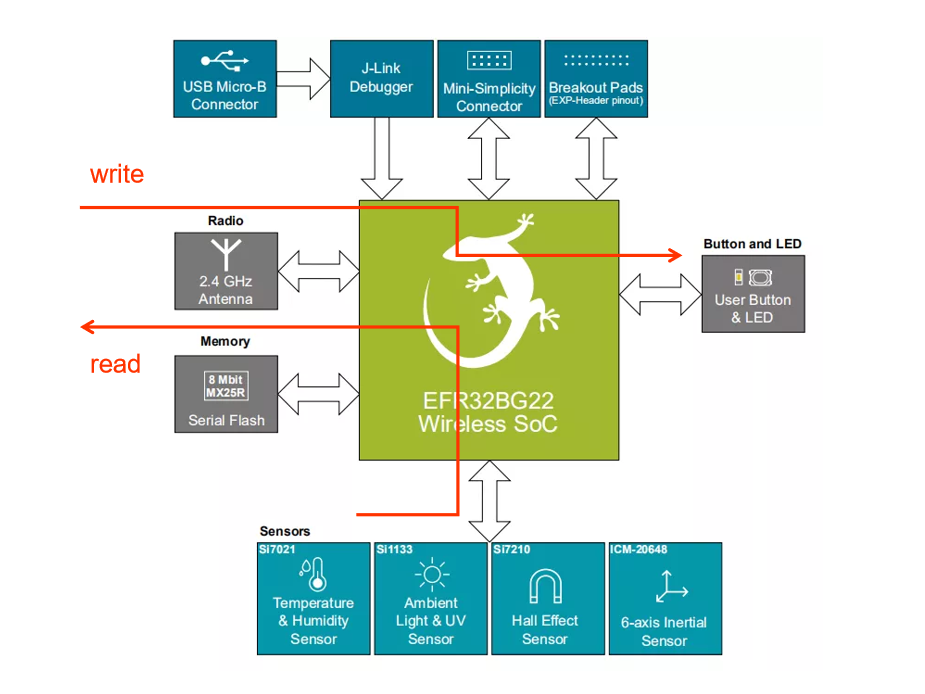 USB Micro-B
Connector
J-Link
Debugger
Mini-Simplicity
Connector
Breakout Pads
(EXP-Header pinout)
write
Radio
2.4 GHz
Antenna
Button and LED
User Button
& LED
read
Memory
8 Mbit
MX25R
Serial Flash
EFR32BG22
Wireless SoC
Sensors
Si7021
Temperature
& Humidity
Sensor
Si1133
Ambient
Light & UV
Sensor
Si7210
Hall Effect
Sensor
ICM-20648
6-axis Inertial
Sensor